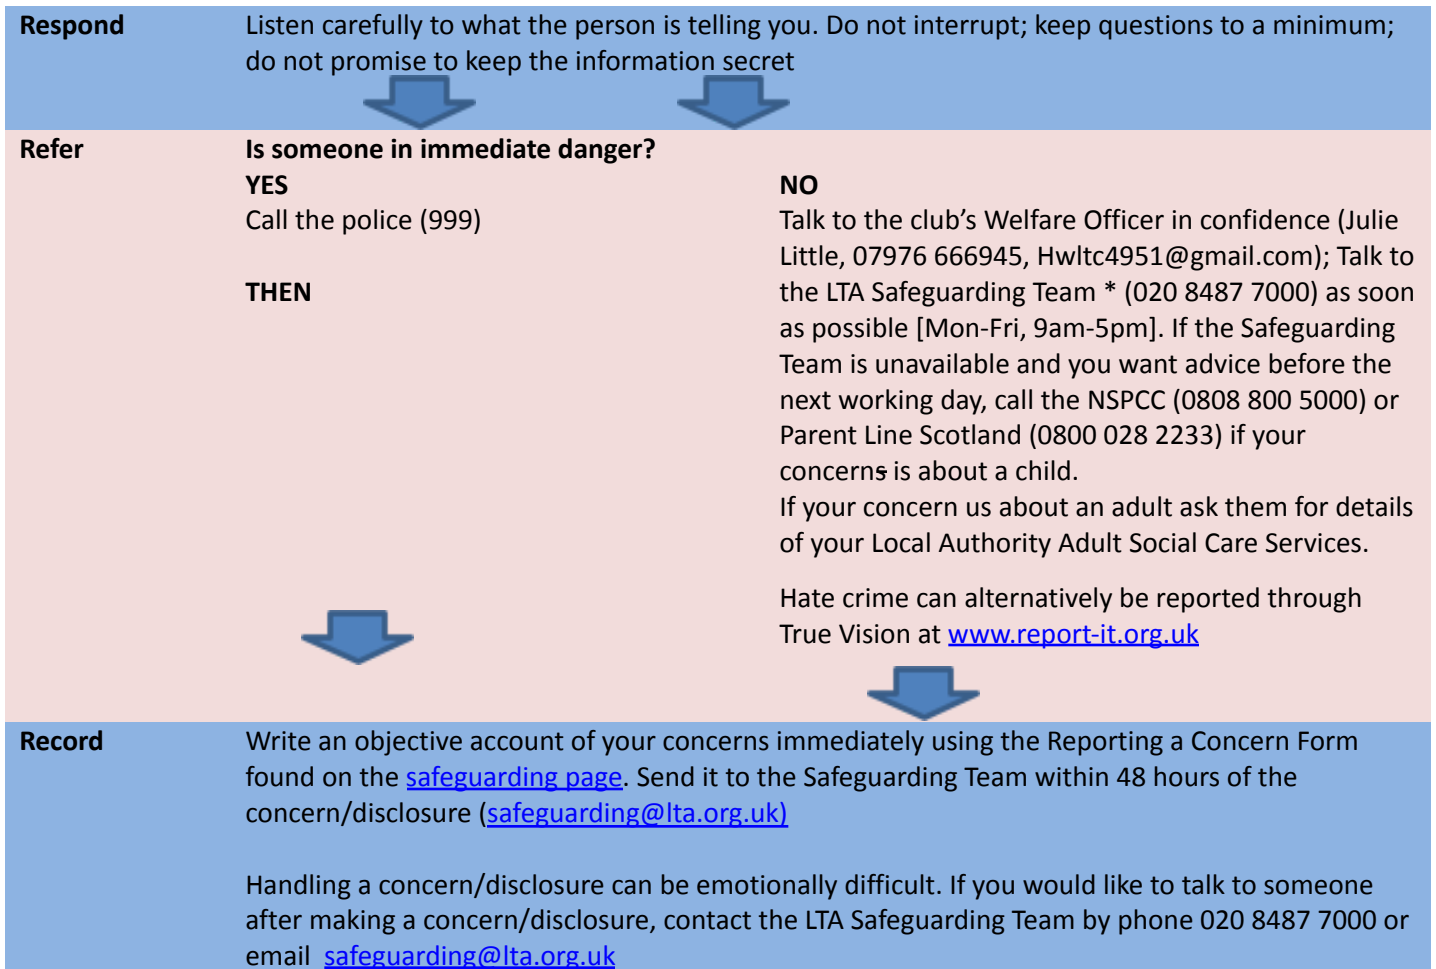 Respond
Listen carefully to what the person is telling you. Do not interrupt; keep questions to a minimum;
do not promise to keep the information secret
Refer
Is someone in immediate danger?
YES
Call the police (999)
THEN
NO
Talk to the club's Welfare Officer in confidence (Julie
Little, 07976 666945, Hwltc4951@gmail.com); Talk to
the LTA Safeguarding Team * (020 8487 7000) as soon
as possible [Mon-Fri, 9am-5pm]. If the Safeguarding
Team is unavailable and you want advice before the
next working day, call the NSPCC (0808 800 5000) or
Parent Line Scotland (0800 028 2233) if your
concerns is about a child.
If your concern us about an adult ask them for details
of your Local Authority Adult Social Care Services.
Hate crime can alternatively be reported through
True Vision at www.report-it.org.uk
Record
Write an objective account of your concerns immediately using the Reporting a Concern Form
found on the safeguarding page. Send it to the Safeguarding Team within 48 hours of the
concern/disclosure (safeguarding@lta.org.uk)
Handling a concern/disclosure can be emotionally difficult. If you would like to talk to someone
after making a concern/disclosure, contact the LTA Safeguarding Team by phone 020 8487 7000 or
email safeguarding@lta.org.uk